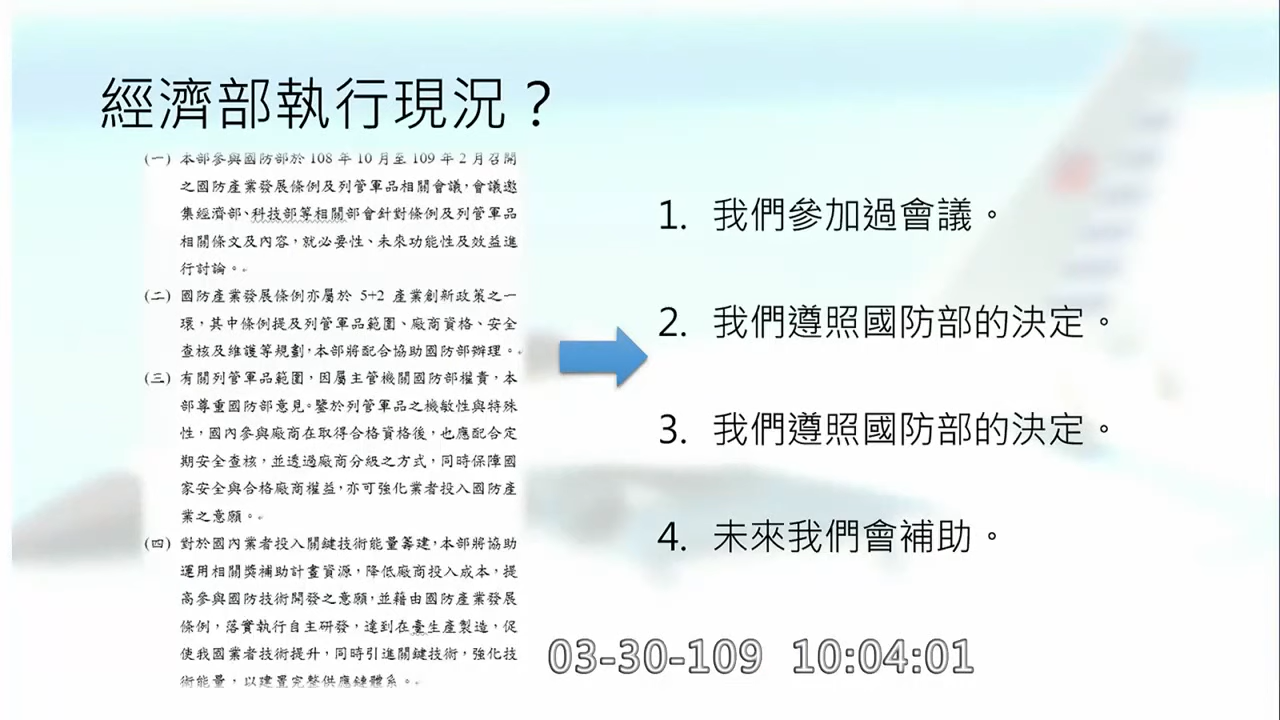 經濟部執行現況？
(一) 本部參與國防部於 108 年 10 月至 109 年 2 月召開
之國防產業發展條例及列管軍品相關會議，會議邀
集經濟部、科技部等相關部會針對條例及列管軍品
相關條文及內容，就必要性、未來功能性及效益進
行討論。
(二) 國防產業發展條例亦屬於 5+2 產業創新政策之一
環，其中條例提及列管軍品範圍、廠商資格、安全
查核及維護等規劃，本部將配合協助國防部辦理。
(三) 有關列管軍品範圍，因屬主管機關國防部權責，本
部尊重國防部意見。鑒於列管軍品之機敏性與特殊
性，國內參與廠商在取得合格資格後，也應配合定
期安全查核，並透過廠商分級之方式，同時保障國
家安全與合格廠商權益，亦可強化業者投入國防產
業之意願。
(四) 對於國內業者投入關鍵技術能量籌建，本部將協助
運用相關獎補助計畫資源，降低廠商投入成本，提
高參與國防技術開發之意願，並藉由國防產業發展
條例，落實執行自主研發，達到在臺生產製造，促
使我國業者技術提升，同時引進關鍵技術，強化技
術能量，以建置完整供應鏈體系。
1. 我們參加過會議。
2. 我們遵照國防部的決定。
3. 我們遵照國防部的決定。
4. 未來我們會補助。
03-30-109 10:04:01